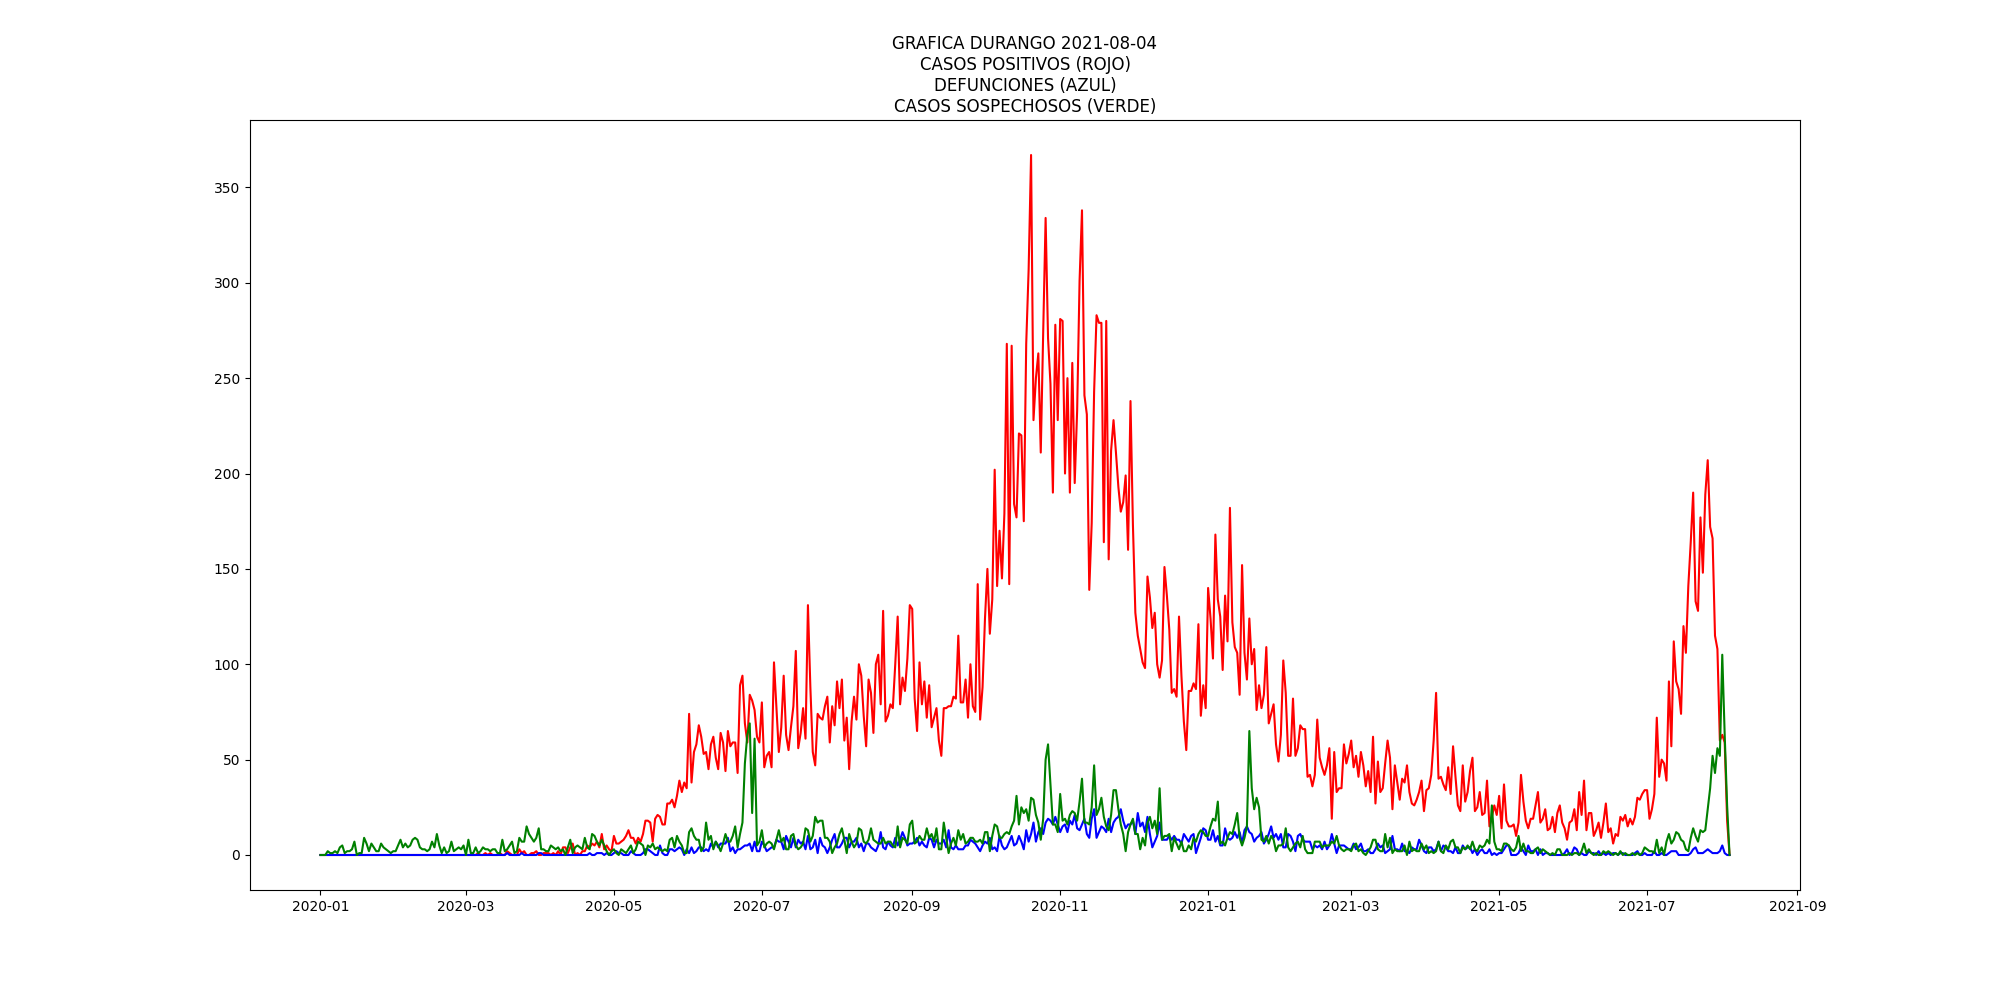 GRAFICA DURANGO 2021-08-04
CASOS POSITIVOS (ROJO)
DEFUNCIONES (AZUL)
CASOS SOSPECHOSOS (VERDE)
350
300
250
200
150
100
50
0
2020-01 2020-03 2020-05 2020-07 2020-09 2020-11 2021-01 2021-03 2021-05 2021-07 2021-09